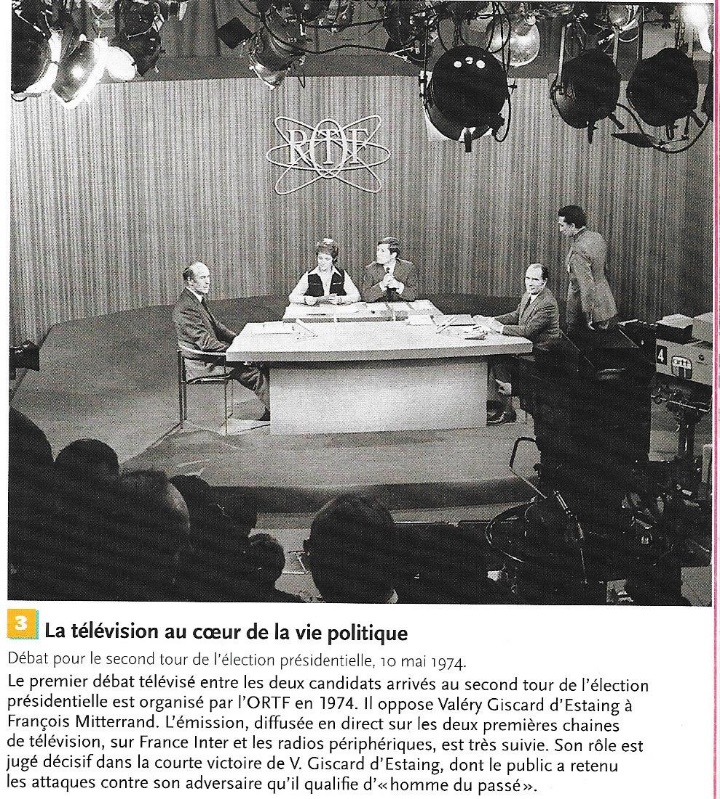 ORTF
4
ortf
3 La télévision au cœur de la vie politique
Débat pour le second tour de l'élection présidentielle, 10 mai 1974.
Le premier débat télévisé entre les deux candidats arrivés au second tour de l'élection
présidentielle est organisé par l'ORTF en 1974. Il oppose Valéry Giscard d'Estaing à
François Mitterrand. L'émission, diffusée en direct sur les deux premières chaines
de télévision, sur France Inter et les radios périphériques, est très suivie. Son rôle est
jugé décisif dans la courte victoire de V. Giscard d'Estaing, dont le public a retenu
les attaques contre son adversaire qu'il qualifie d'« homme du passé ».